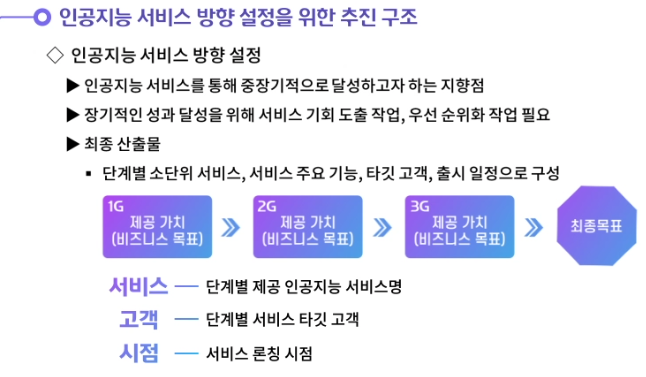 인공지능 서비스 방향 설정을 위한 추진 구조
◇ 인공지능 서비스 방향 설정
▶ 인공지능 서비스를 통해 중장기적으로 달성하고자 하는 지향점
▶ 장기적인 성과 달성을 위해 서비스 기회 도출 작업, 우선 순위화 작업 필요
▶ 최종 산출물
▪ 단계별 소단위 서비스, 서비스 주요 기능, 타깃 고객, 출시 일정으로 구성
1G
제공 가치
(비즈니스 목표)
2G
제공 가치
(비즈니스 목표)
3G
제공 가치
(비즈니스 목표)
최종목표
서비스 — 단계별 제공 인공지능 서비스명
고객 — 단계별 서비스 타깃 고객
시점 — 서비스 론칭 시점